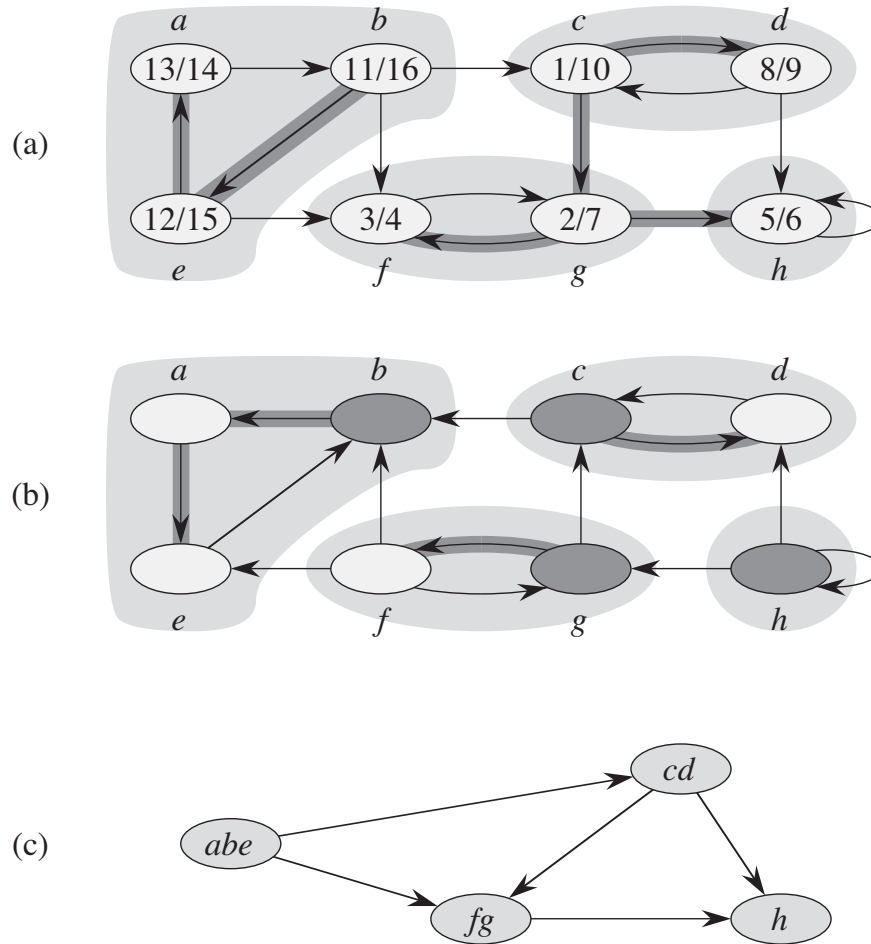 a b c d
(a) 13/14 11/16 1/10 8/9
12/15 3/4 2/7 5/6
e f g h
a b c d
(b)
e f g h
cd
(c) abe
fg h